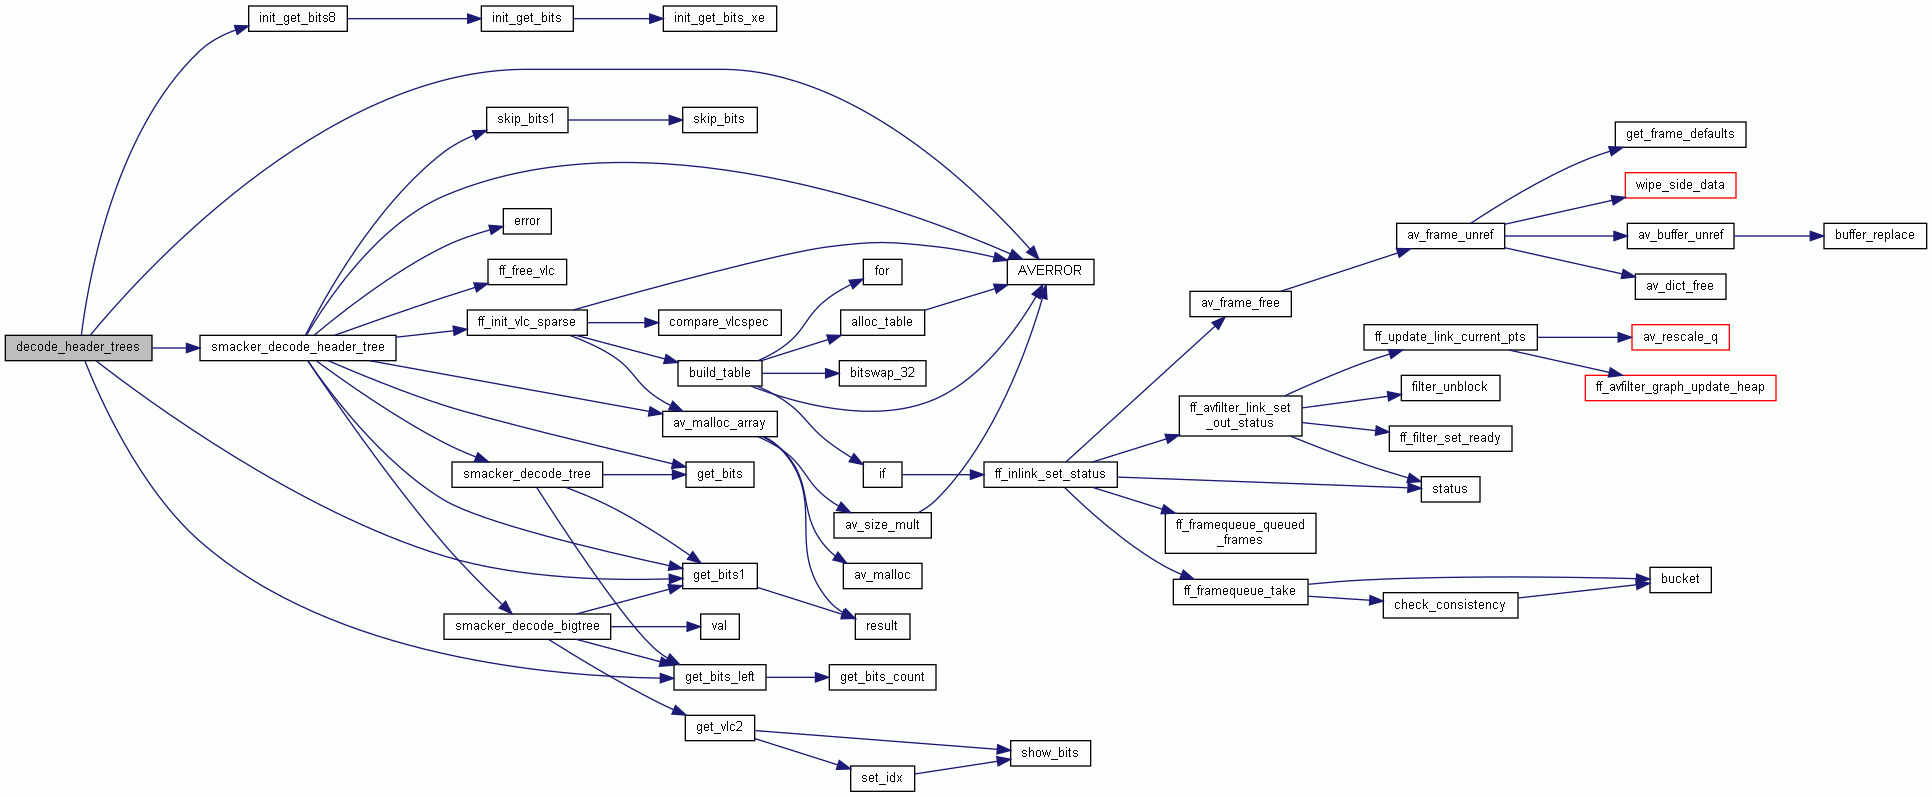 init_get_bits8
init_get_bits
init_get_bits_xe
skip_bits1
skip_bits
get_frame_defaults
wipe_side_data
error
av_frame_unref
av_buffer_unref
buffer_replace
ff_free_vlc
for
AVERROR
av_dict_free
av_frame_free
ff_init_vlc_sparse
compare_vlcspec
alloc_table
ff_update_link_current_pts
av_rescale_q
decode_header_trees
smacker_decode_header_tree
build_table
bitswap_32
filter_unblock
ff_avfilter_graph_update_heap
ff_avfilter_link_set
_out_status
av_malloc_array
ff_filter_set_ready
smacker_decode_tree
get_bits
if
ff_inlink_set_status
status
av_size_mult
ff_framequeue_queued
_frames
get_bits1
av_malloc
ff_framequeue_take
bucket
check_consistency
smacker_decode_bigtree
val
result
get_bits_left
get_bits_count
get_vlc2
show_bits
set_idx